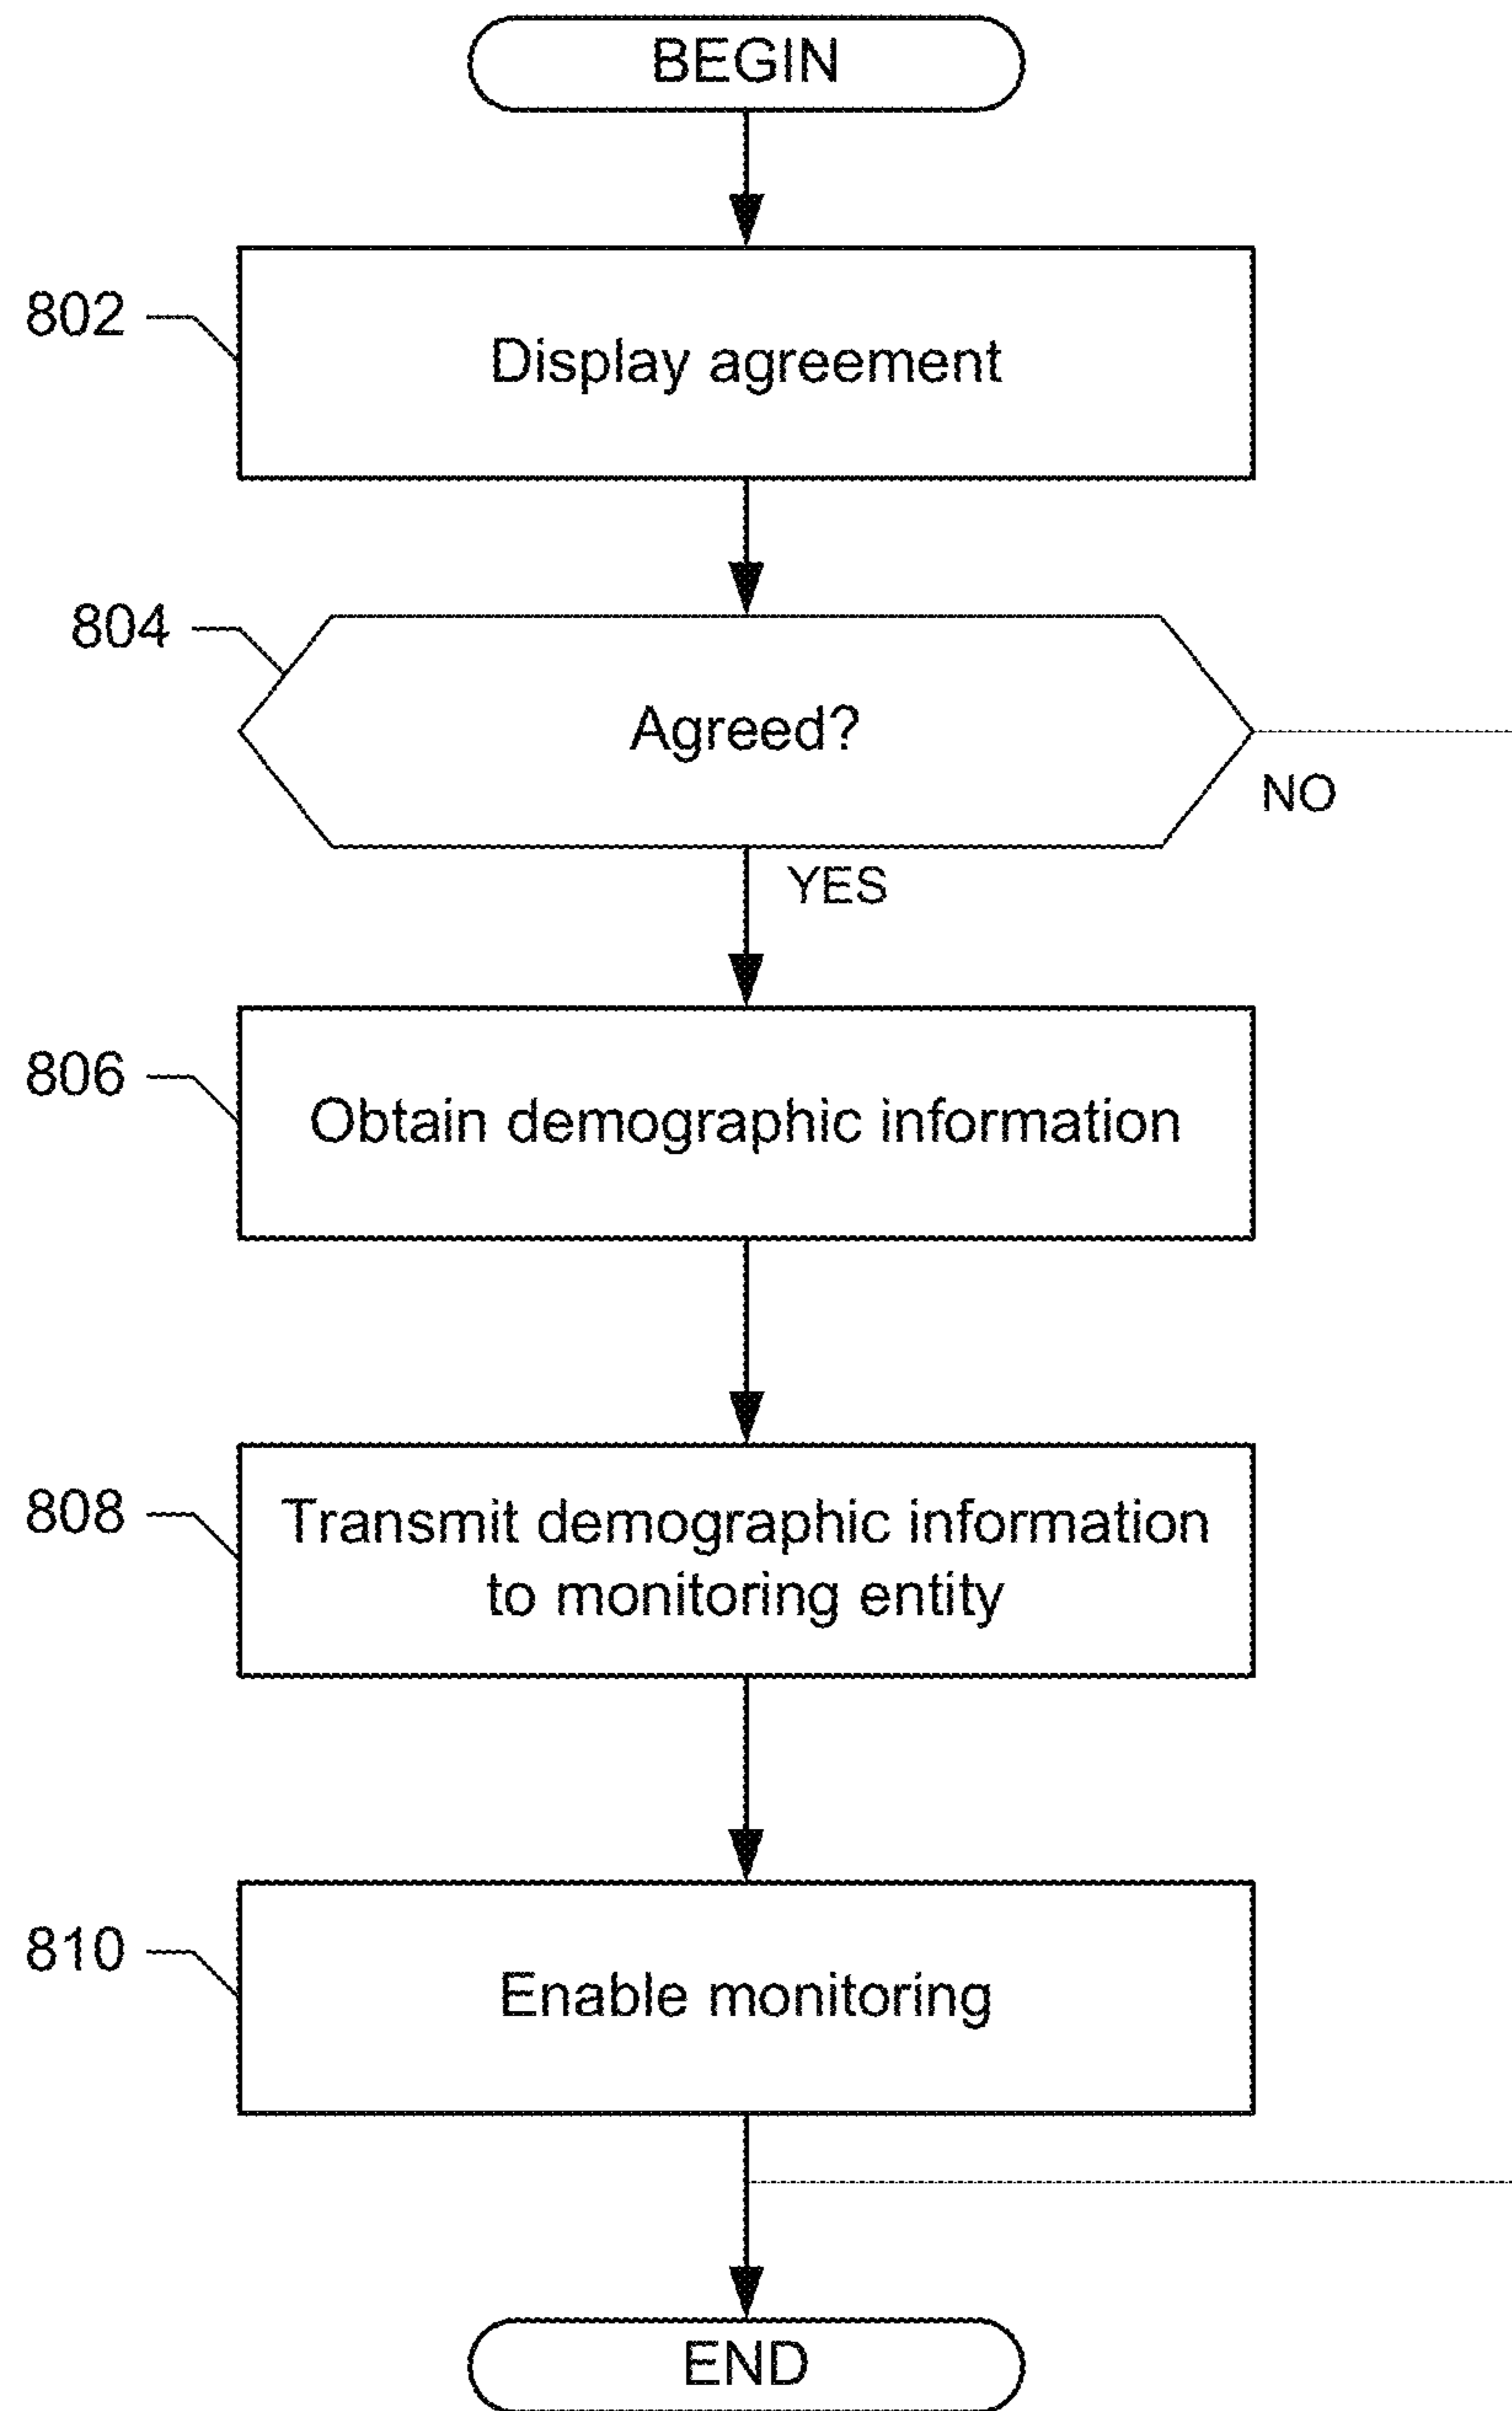 BEGIN
802
Display agreement
804
Agreed?
NO
YES
806
Obtain demographic information
808
Transmit demographic information
to monitoring entity
810
Enable monitoring
END